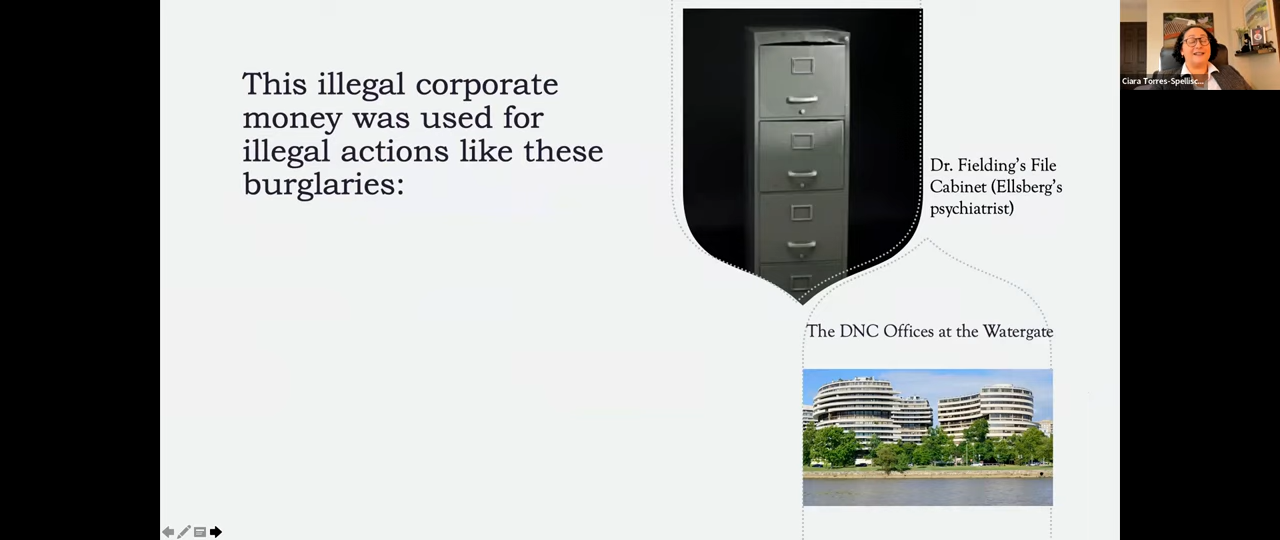 This illegal corporate
money was used for
illegal actions like these
burglaries:
Dr. Fielding’s File
Cabinet (Ellsberg’s
psychiatrist)
The DNC Offices at the Watergate
Ciara Torres-Spellisc...